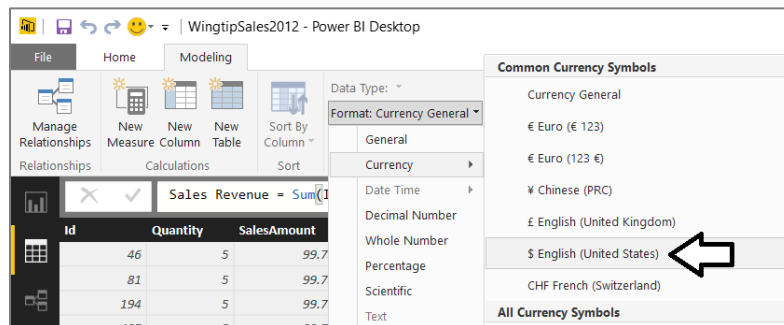 WingtipSales2012 - Power BI Desktop
File Home Modeling
Manage Relationships
New Measure
New Column
New Table
Sort By Column
Data Type:
Format: Currency General
Relationships Calculations Sort
General
Currency
Date Time
Decimal Number
Whole Number
Percentage
Scientific
Text
Common Currency Symbols
Currency General
€ Euro (€ 123)
€ Euro (123 €)
¥ Chinese (PRC)
£ English (United Kingdom)
$ English (United States)
CHF French (Switzerland)
All Currency Symbols
Sales Revenue = Sum(
Id Quantity SalesAmount
46 5 99.7
81 5 99.7
194 5 99.7